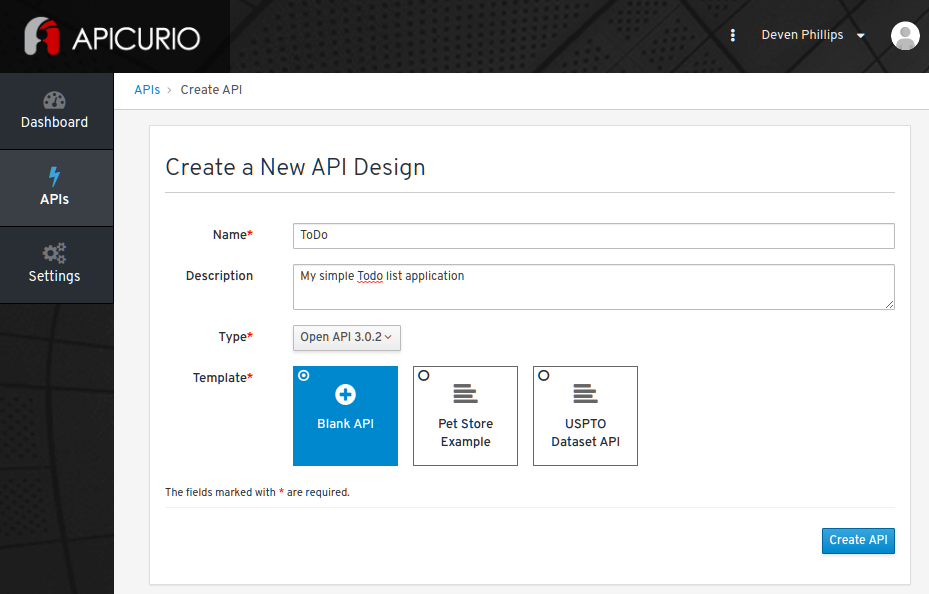 APICURIO
Deven Phillips
Dashboard
APIs
Settings
APIs > Create API
Create a New API Design
Name*
ToDo
Description
My simple Todo list application
Type*
Open API 3.0.2
Template*
Blank API
Pet Store
Example
USPTO
Dataset API
The fields marked with * are required.
Create API